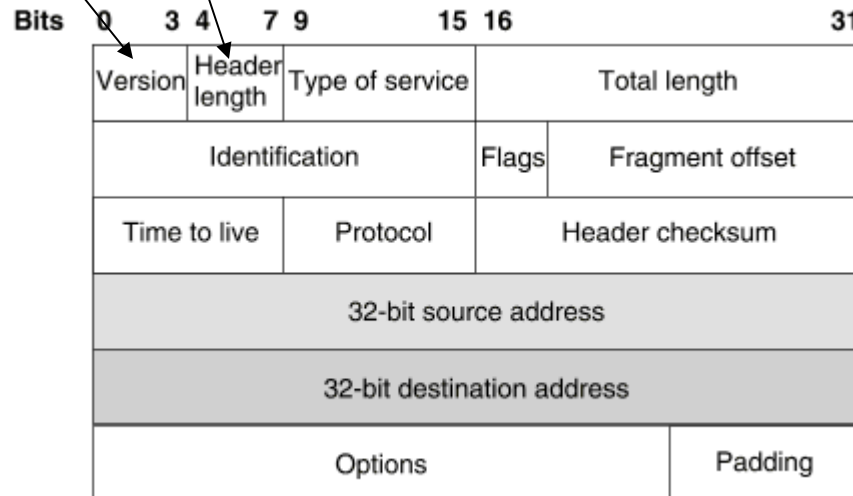 Bits 0 3 4 7 9 15 16 31
Version Header length Type of service Total length
Identification Flags Fragment offset
Time to live Protocol Header checksum
32-bit source address
32-bit destination address
Options Padding